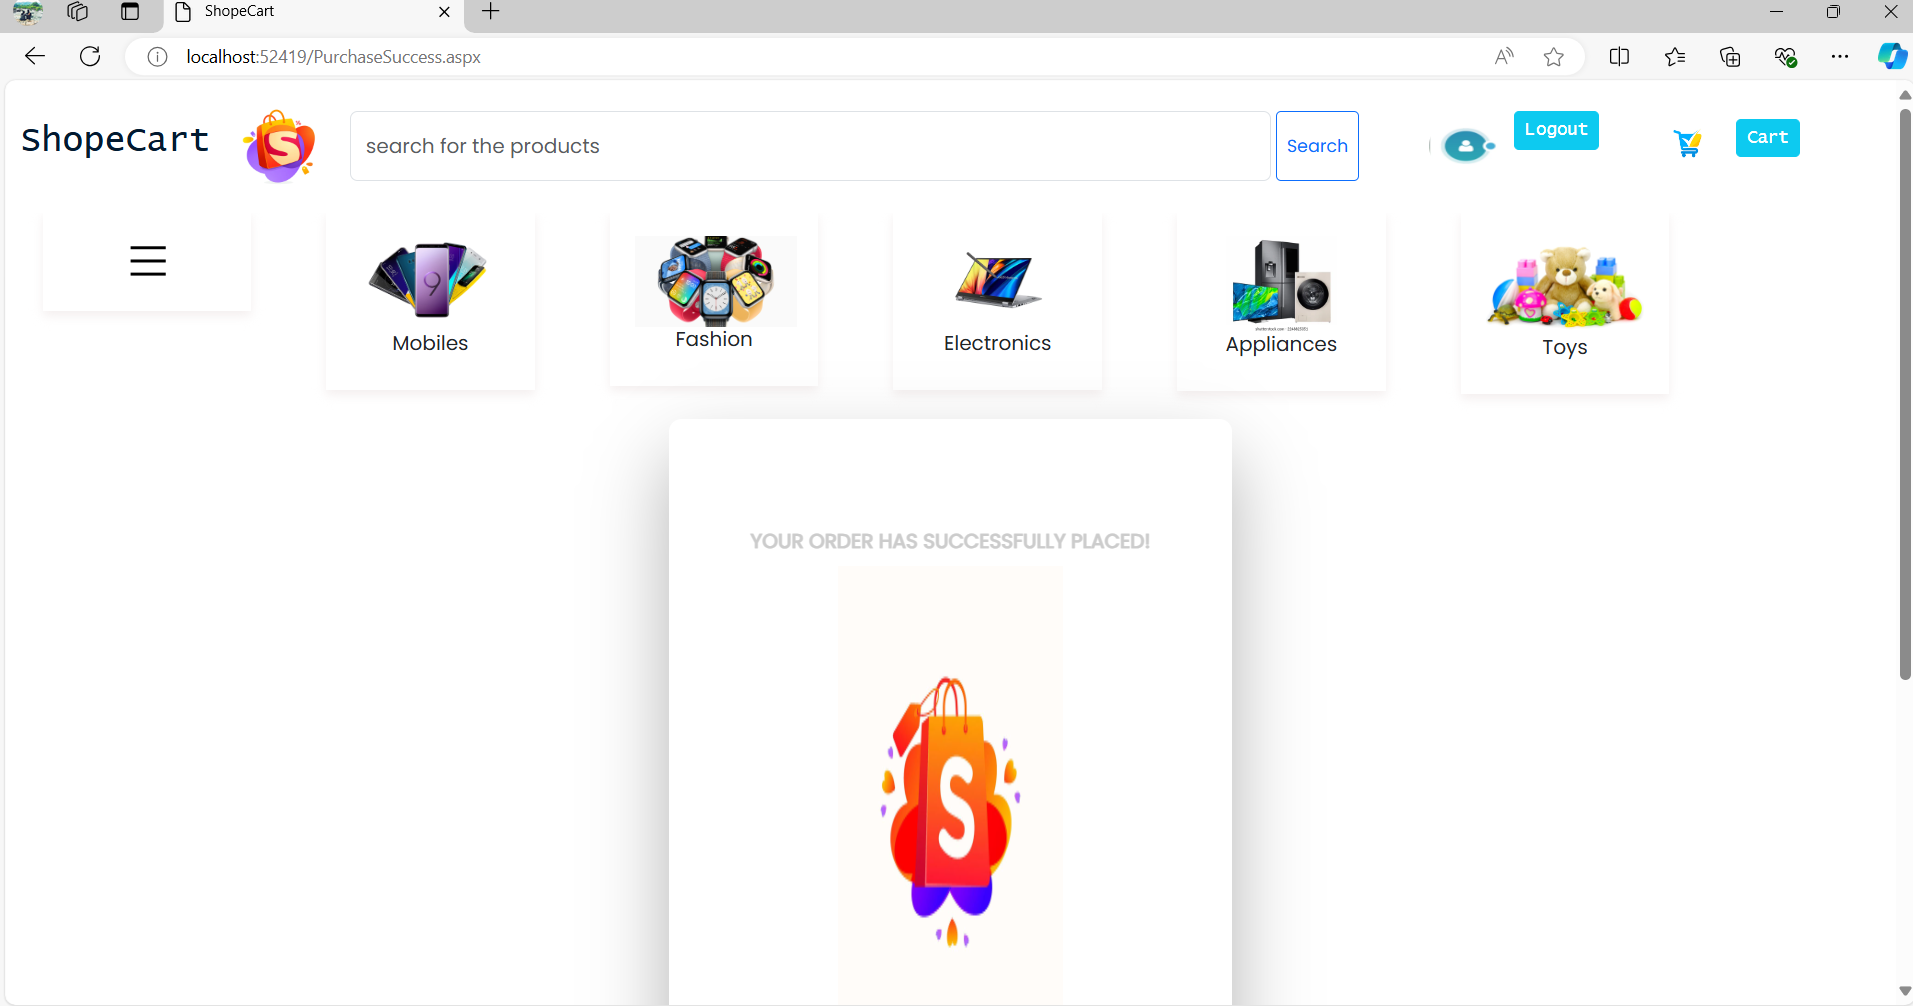 ShopeCart
localhost:52419/PurchaseSuccess.aspx
ShopeCart
S
search for the products
Search
Logout
Cart
9
Mobiles
Fashion
Electronics
Appliances
Toys
YOUR ORDER HAS SUCCESSFULLY PLACED!
S